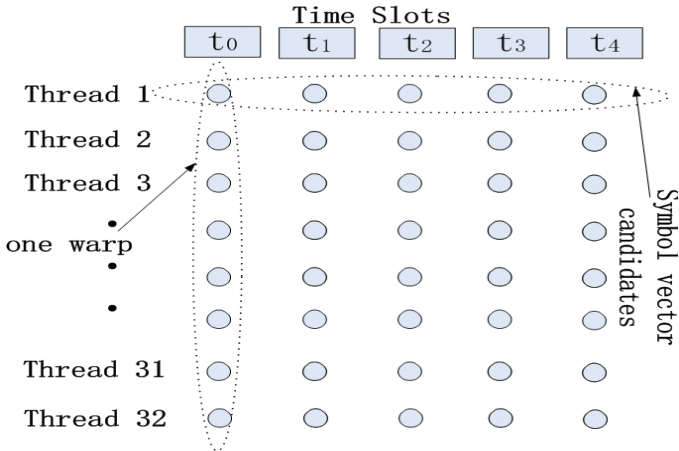 Time Slots
t0 t1 t2 t3 t4
Thread 1
Thread 2
Thread 3
one warp
Thread 31
Thread 32
Symbol vector
candidates